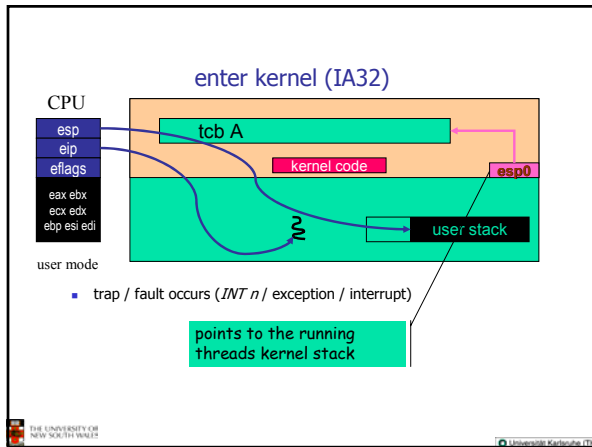 enter kernel (IA32)
CPU
esp
eip
eflags
eax ebx
ecx edx
ebp esi edi
user mode
tcb A
kernel code
esp0
user stack
trap / fault occurs (INT n / exception / interrupt)
points to the running
threads kernel stack
THE UNIVERSITY OF
NEW SOUTH WALES
© Universität Karlsruhe (TH